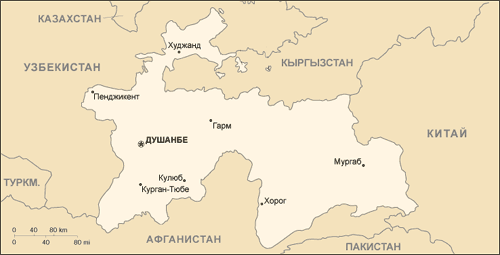 КАЗАХСТАН
Худжанд
УЗБЕКИСТАН
КЫРГЫЗСТАН
Пенджикент
Гарм
ДУШАНБЕ
КИТАЙ
Мургаб
ТУРКМ.
Кулюб
Курган-Тюбе
Хорог
0 40 80 km
0 40 80 mi
АФГАНИСТАН
ПАКИСТАН